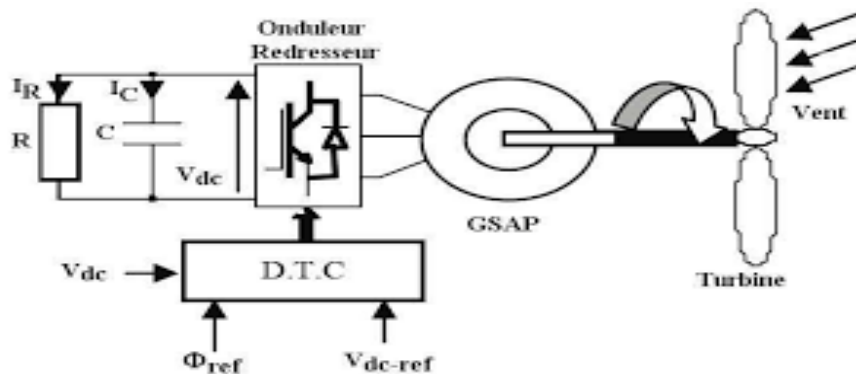 Onduleur
Redresseur
I_R
I_C
R
C
V_dc
Vent
GSAP
Turbine
V_dc
D.T.C
Φ_ref
V_dc-ref